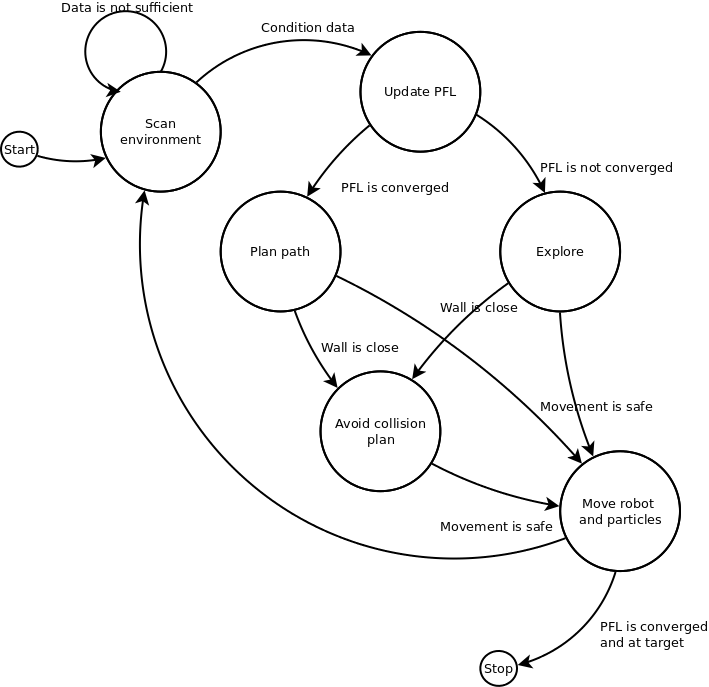 Data is not sufficient
Condition data
Update PFL
Scan
environment
Start
PFL is not converged
PFL is converged
Plan path
Explore
Wall is close
Wall is close
Movement is safe
Avoid collision
plan
Move robot
and particles
Movement is safe
PFL is converged
and at target
Stop